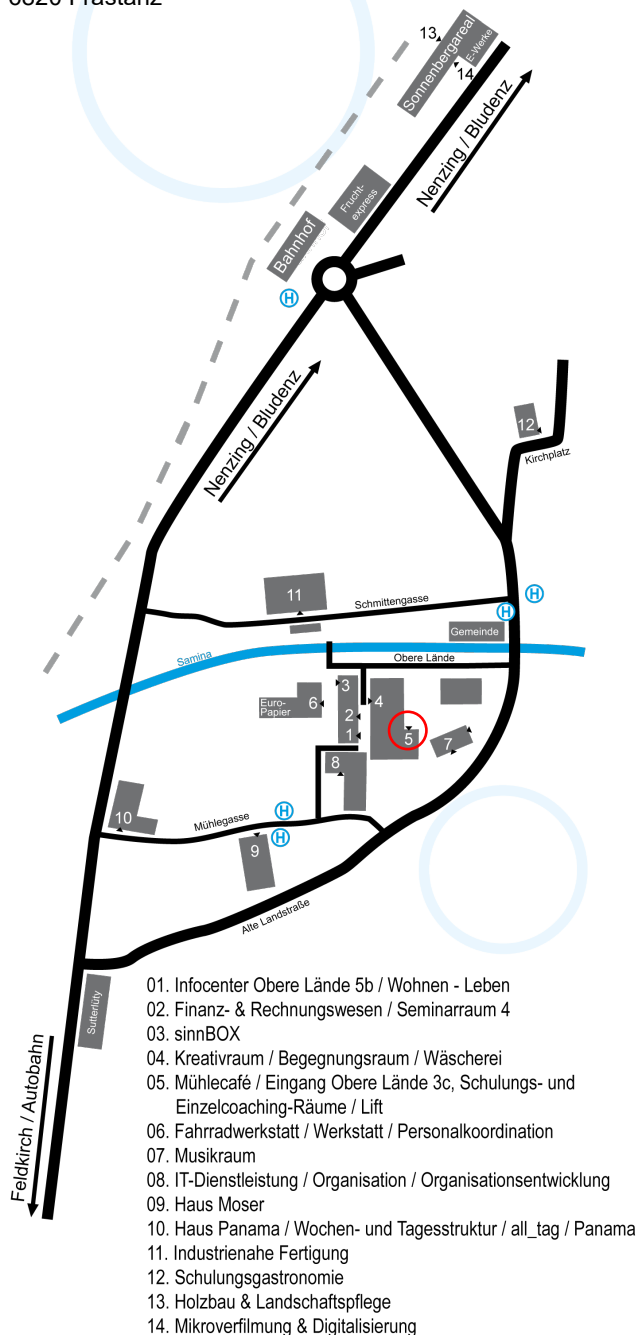 6820 Frastanz
13
Sonnenbergareal
E-Werke
14
Nenzing / Bludenz
Frucht-
express
Bahnhof
H
Nenzing / Bludenz
12
Kirchplatz
11
Schmittengasse
H
H
Gemeinde
Samina
Obere Lände
3
4
Euro-
Papier
6
2
1
5
7
8
10
Mühlegasse
H
H
9
Alte Landstraße
Sutterlüty
Feldkirch / Autobahn
01. Infocenter Obere Lände 5b / Wohnen - Leben
02. Finanz- & Rechnungswesen / Seminarraum 4
03. sinnBOX
04. Kreativraum / Begegnungsraum / Wäscherei
05. Mühlecafé / Eingang Obere Lände 3c, Schulungs- und
Einzelcoaching-Räume / Lift
06. Fahrradwerkstatt / Werkstatt / Personalkoordination
07. Musikraum
08. IT-Dienstleistung / Organisation / Organisationsentwicklung
09. Haus Moser
10. Haus Panama / Wochen- und Tagesstruktur / all_tag / Panama
11. Industrienahe Fertigung
12. Schulungsgastronomie
13. Holzbau & Landschaftspflege
14. Mikroverfilmung & Digitalisierung